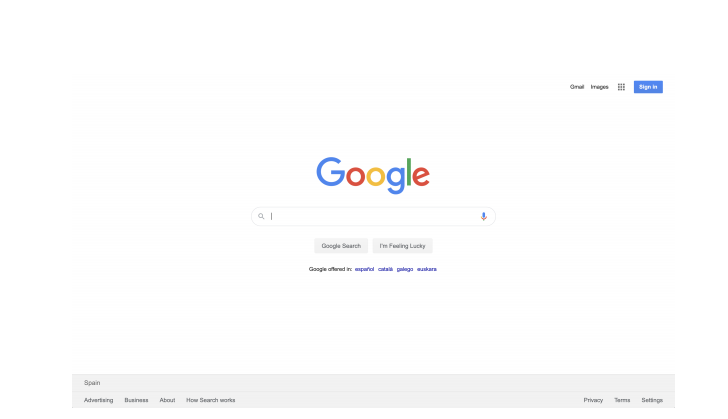 Gmail Images Sign in
Google
Google Search I'm Feeling Lucky
Google offered in: español català galego euskara
Spain
Advertising Business About How Search works Privacy Terms Settings